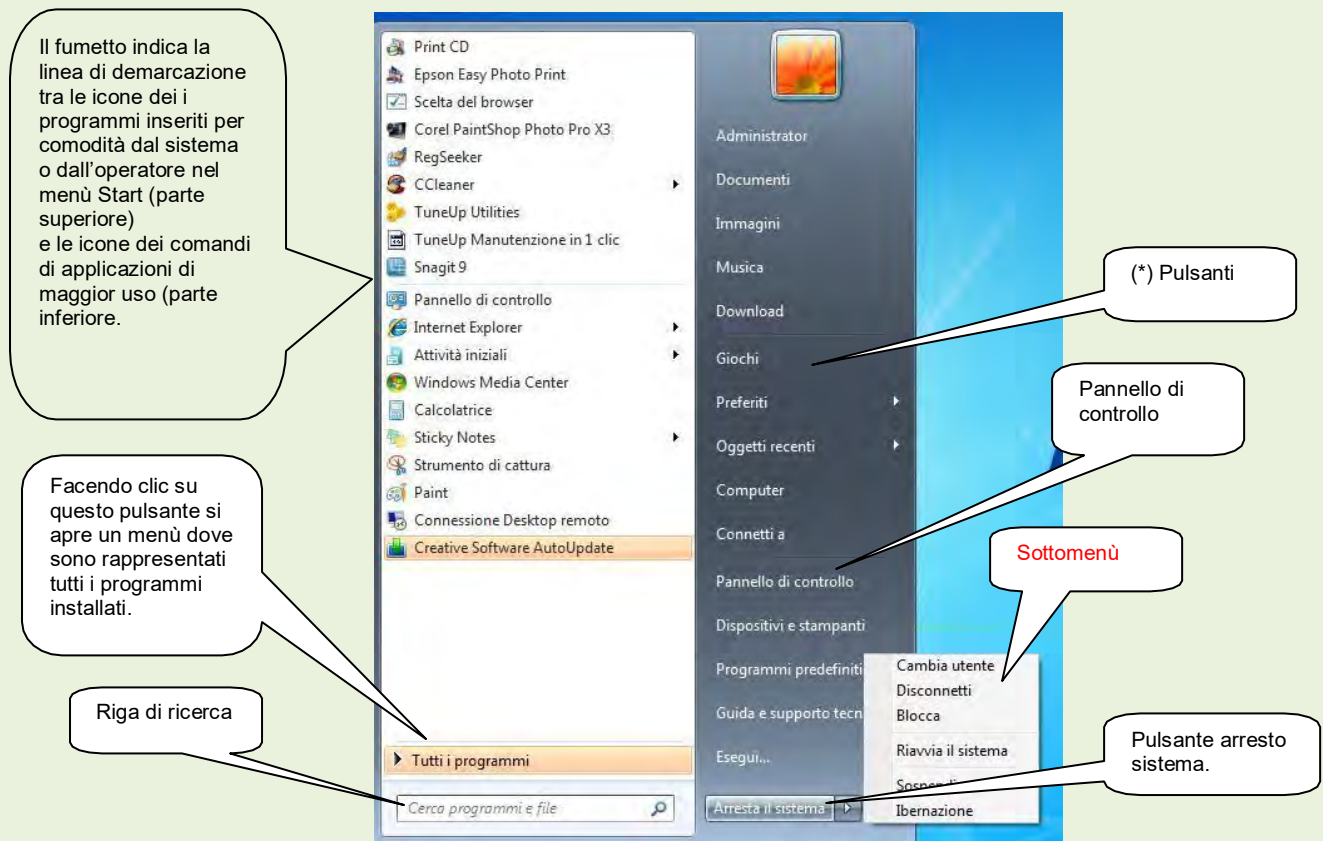 Il fumetto indica la
linea di demarcazione
tra le icone dei i
programmi inseriti per
comodità dal sistema
o dall'operatore nel
menù Start (parte
superiore)
e le icone dei comandi
di applicazioni di
maggior uso (parte
inferiore.
Facendo clic su
questo pulsante si
apre un menù dove
sono rappresentati
tutti i programmi
installati.
Riga di ricerca
Print CD
Epson Easy Photo Print
Scelta del browser
Corel PaintShop Photo Pro X3
RegSeeker
CCleaner
TuneUp Utilities
TuneUp Manutenzione in 1 clic
Snagit 9
Pannello di controllo
Internet Explorer
Attività iniziali
Windows Media Center
Calcolatrice
Sticky Notes
Strumento di cattura
Paint
Connessione Desktop remoto
Creative Software AutoUpdate
Tutti i programmi
Cerca programmi e file
Administrator
Documenti
Immagini
Musica
Download
Giochi
Preferiti
Oggetti recenti
Computer
Connetti a
Pannello di controllo
Dispositivi e stampanti
Programmi predefiniti
Guida e supporto tecn
Esegui...
Arresta il sistema
Cambia utente
Disconnetti
Blocca
Riavvia il sistema
Sospendi
Ibernazione
(*) Pulsanti
Pannello di
controllo
Sottomenù
Pulsante arresto
sistema.